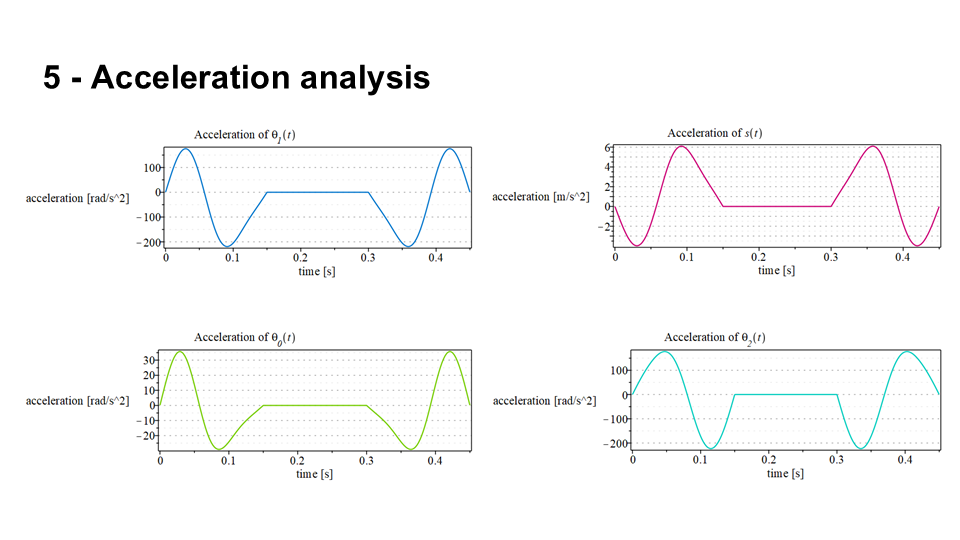 5 - Acceleration analysis
Acceleration of θ₁(t)
100
0
−100
−200
acceleration [rad/s^2]
0 0.1 0.2 0.3 0.4
time [s]
Acceleration of s(t)
6
4
2
0
−2
acceleration [m/s^2]
0 0.1 0.2 0.3 0.4
time [s]
Acceleration of θ₀(t)
30
20
10
0
−10
−20
acceleration [rad/s^2]
0 0.1 0.2 0.3 0.4
time [s]
Acceleration of θ₂(t)
100
0
−100
−200
acceleration [rad/s^2]
0 0.1 0.2 0.3 0.4
time [s]